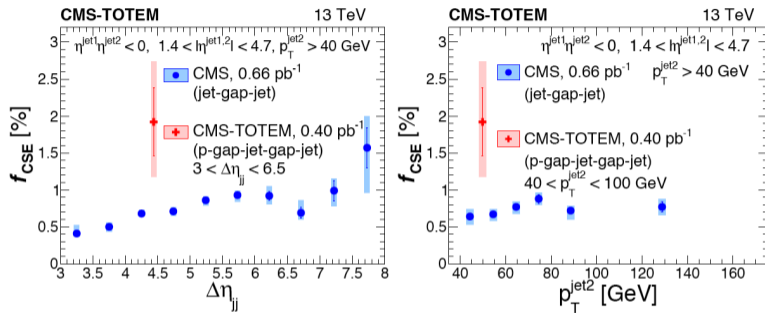 CMS-TOTEM 13 TeV
η^jet1 η^jet2 < 0, 1.4 < |η^jet1,2| < 4.7, p_T^jet2 > 40 GeV
CMS, 0.66 pb⁻¹
(jet-gap-jet)
CMS-TOTEM, 0.40 pb⁻¹
(p-gap-jet-gap-jet)
3 < Δη_jj < 6.5
f_CSE [%]
3
2.5
2
1.5
1
0.5
0
3 3.5 4 4.5 5 5.5 6 6.5 7 7.5 8
Δη_jj
CMS-TOTEM 13 TeV
η^jet1 η^jet2 < 0, 1.4 < |η^jet1,2| < 4.7
CMS, 0.66 pb⁻¹ p_T^jet2 > 40 GeV
(jet-gap-jet)
CMS-TOTEM, 0.40 pb⁻¹
(p-gap-jet-gap-jet)
40 < p_T^jet2 < 100 GeV
f_CSE [%]
3
2.5
2
1.5
1
0.5
0
40 60 80 100 120 140 160
p_T^jet2 [GeV]